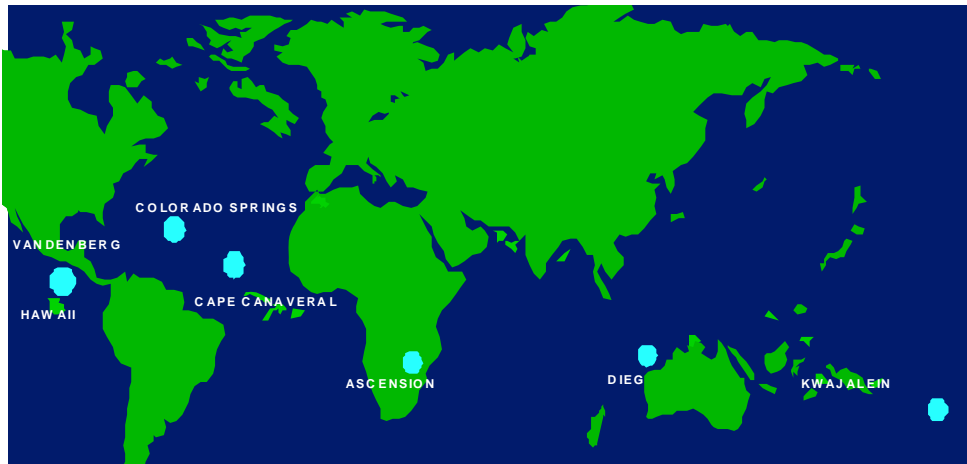 COLORADO SPRINGS
VANDENBERG
CAPE CANAVERAL
HAWAII
ASCENSION
DIEG
KWAJALEIN